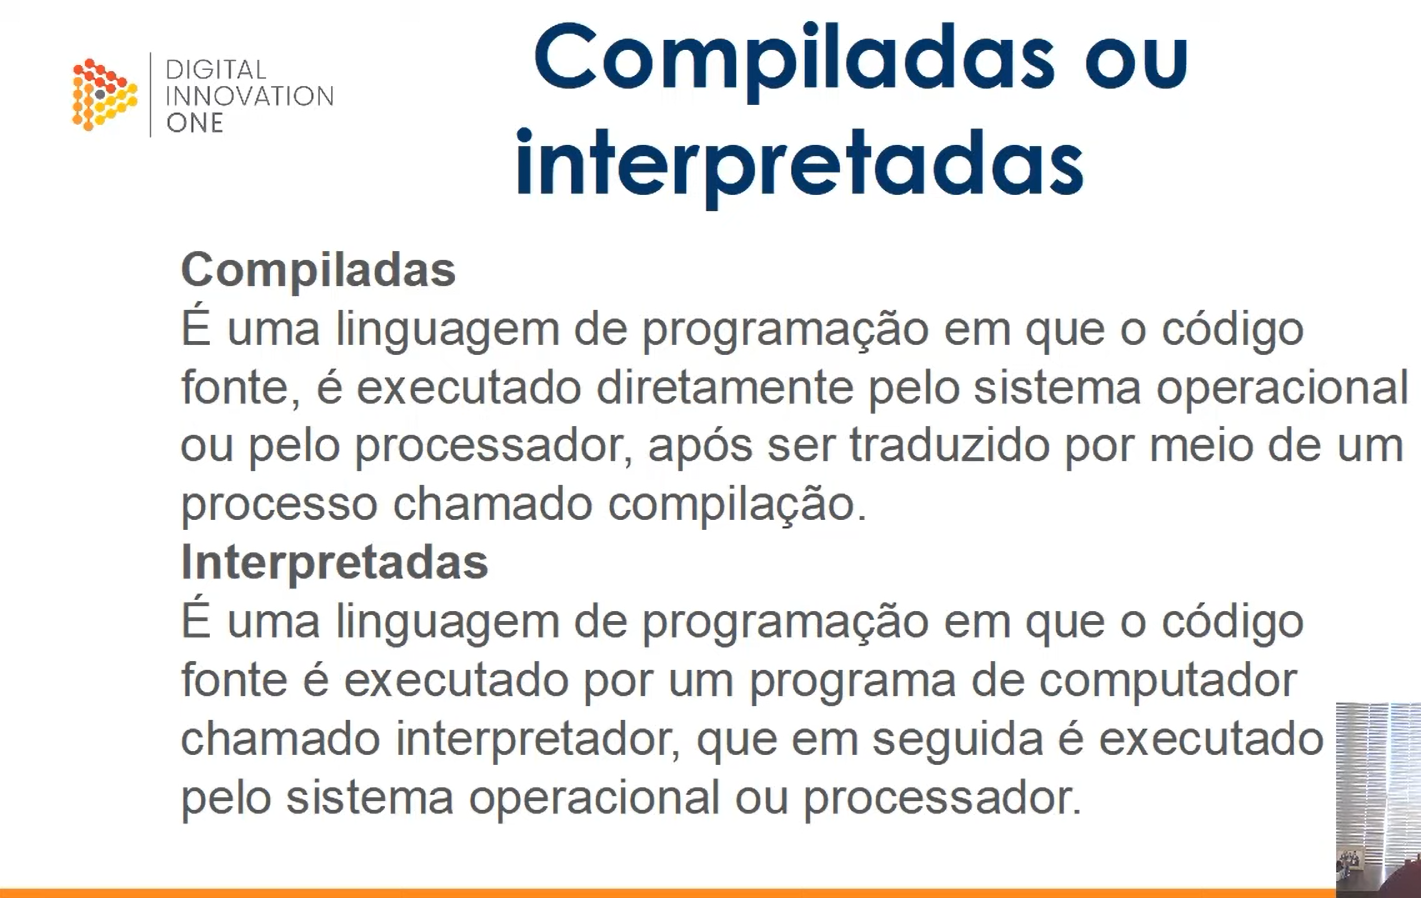 DIGITAL
INNOVATION
ONE
Compiladas ou
interpretadas
Compiladas
É uma linguagem de programação em que o código
fonte, é executado diretamente pelo sistema operacional
ou pelo processador, após ser traduzido por meio de um
processo chamado compilação.
Interpretadas
É uma linguagem de programação em que o código
fonte é executado por um programa de computador
chamado interpretador, que em seguida é executado
pelo sistema operacional ou processador.